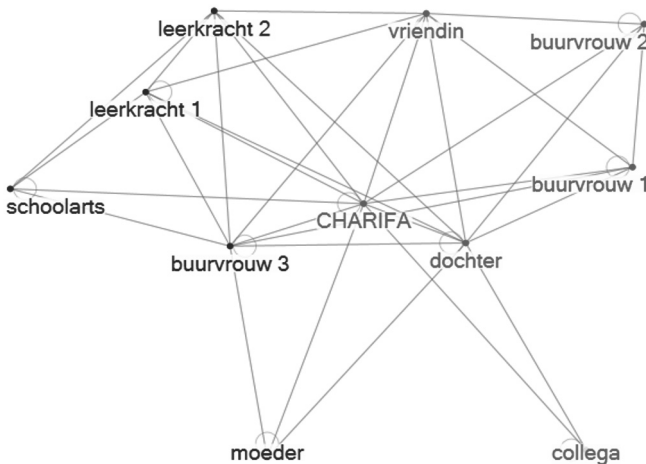 leerkracht 2
vriendin
buurvrouw 2
leerkracht 1
buurvrouw 1
schoolarts
CHARIFA
buurvrouw 3
dochter
moeder
collega